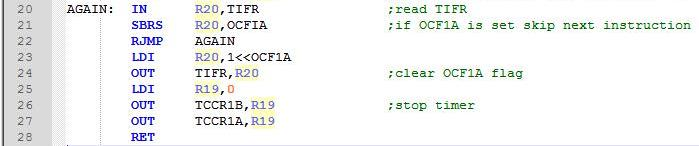 20 AGAIN: IN R20,TIFR ;read TIFR
21 SBRS R20,OCFIA ;if OCF1A is set skip next instruction
22 RJMP AGAIN
23 LDI R20,1<<OCF1A
24 OUT TIFR,R20 ;clear OCF1A flag
25 LDI R19,0
26 OUT TCCR1B,R19 ;stop timer
27 OUT TCCR1A,R19
28 RET